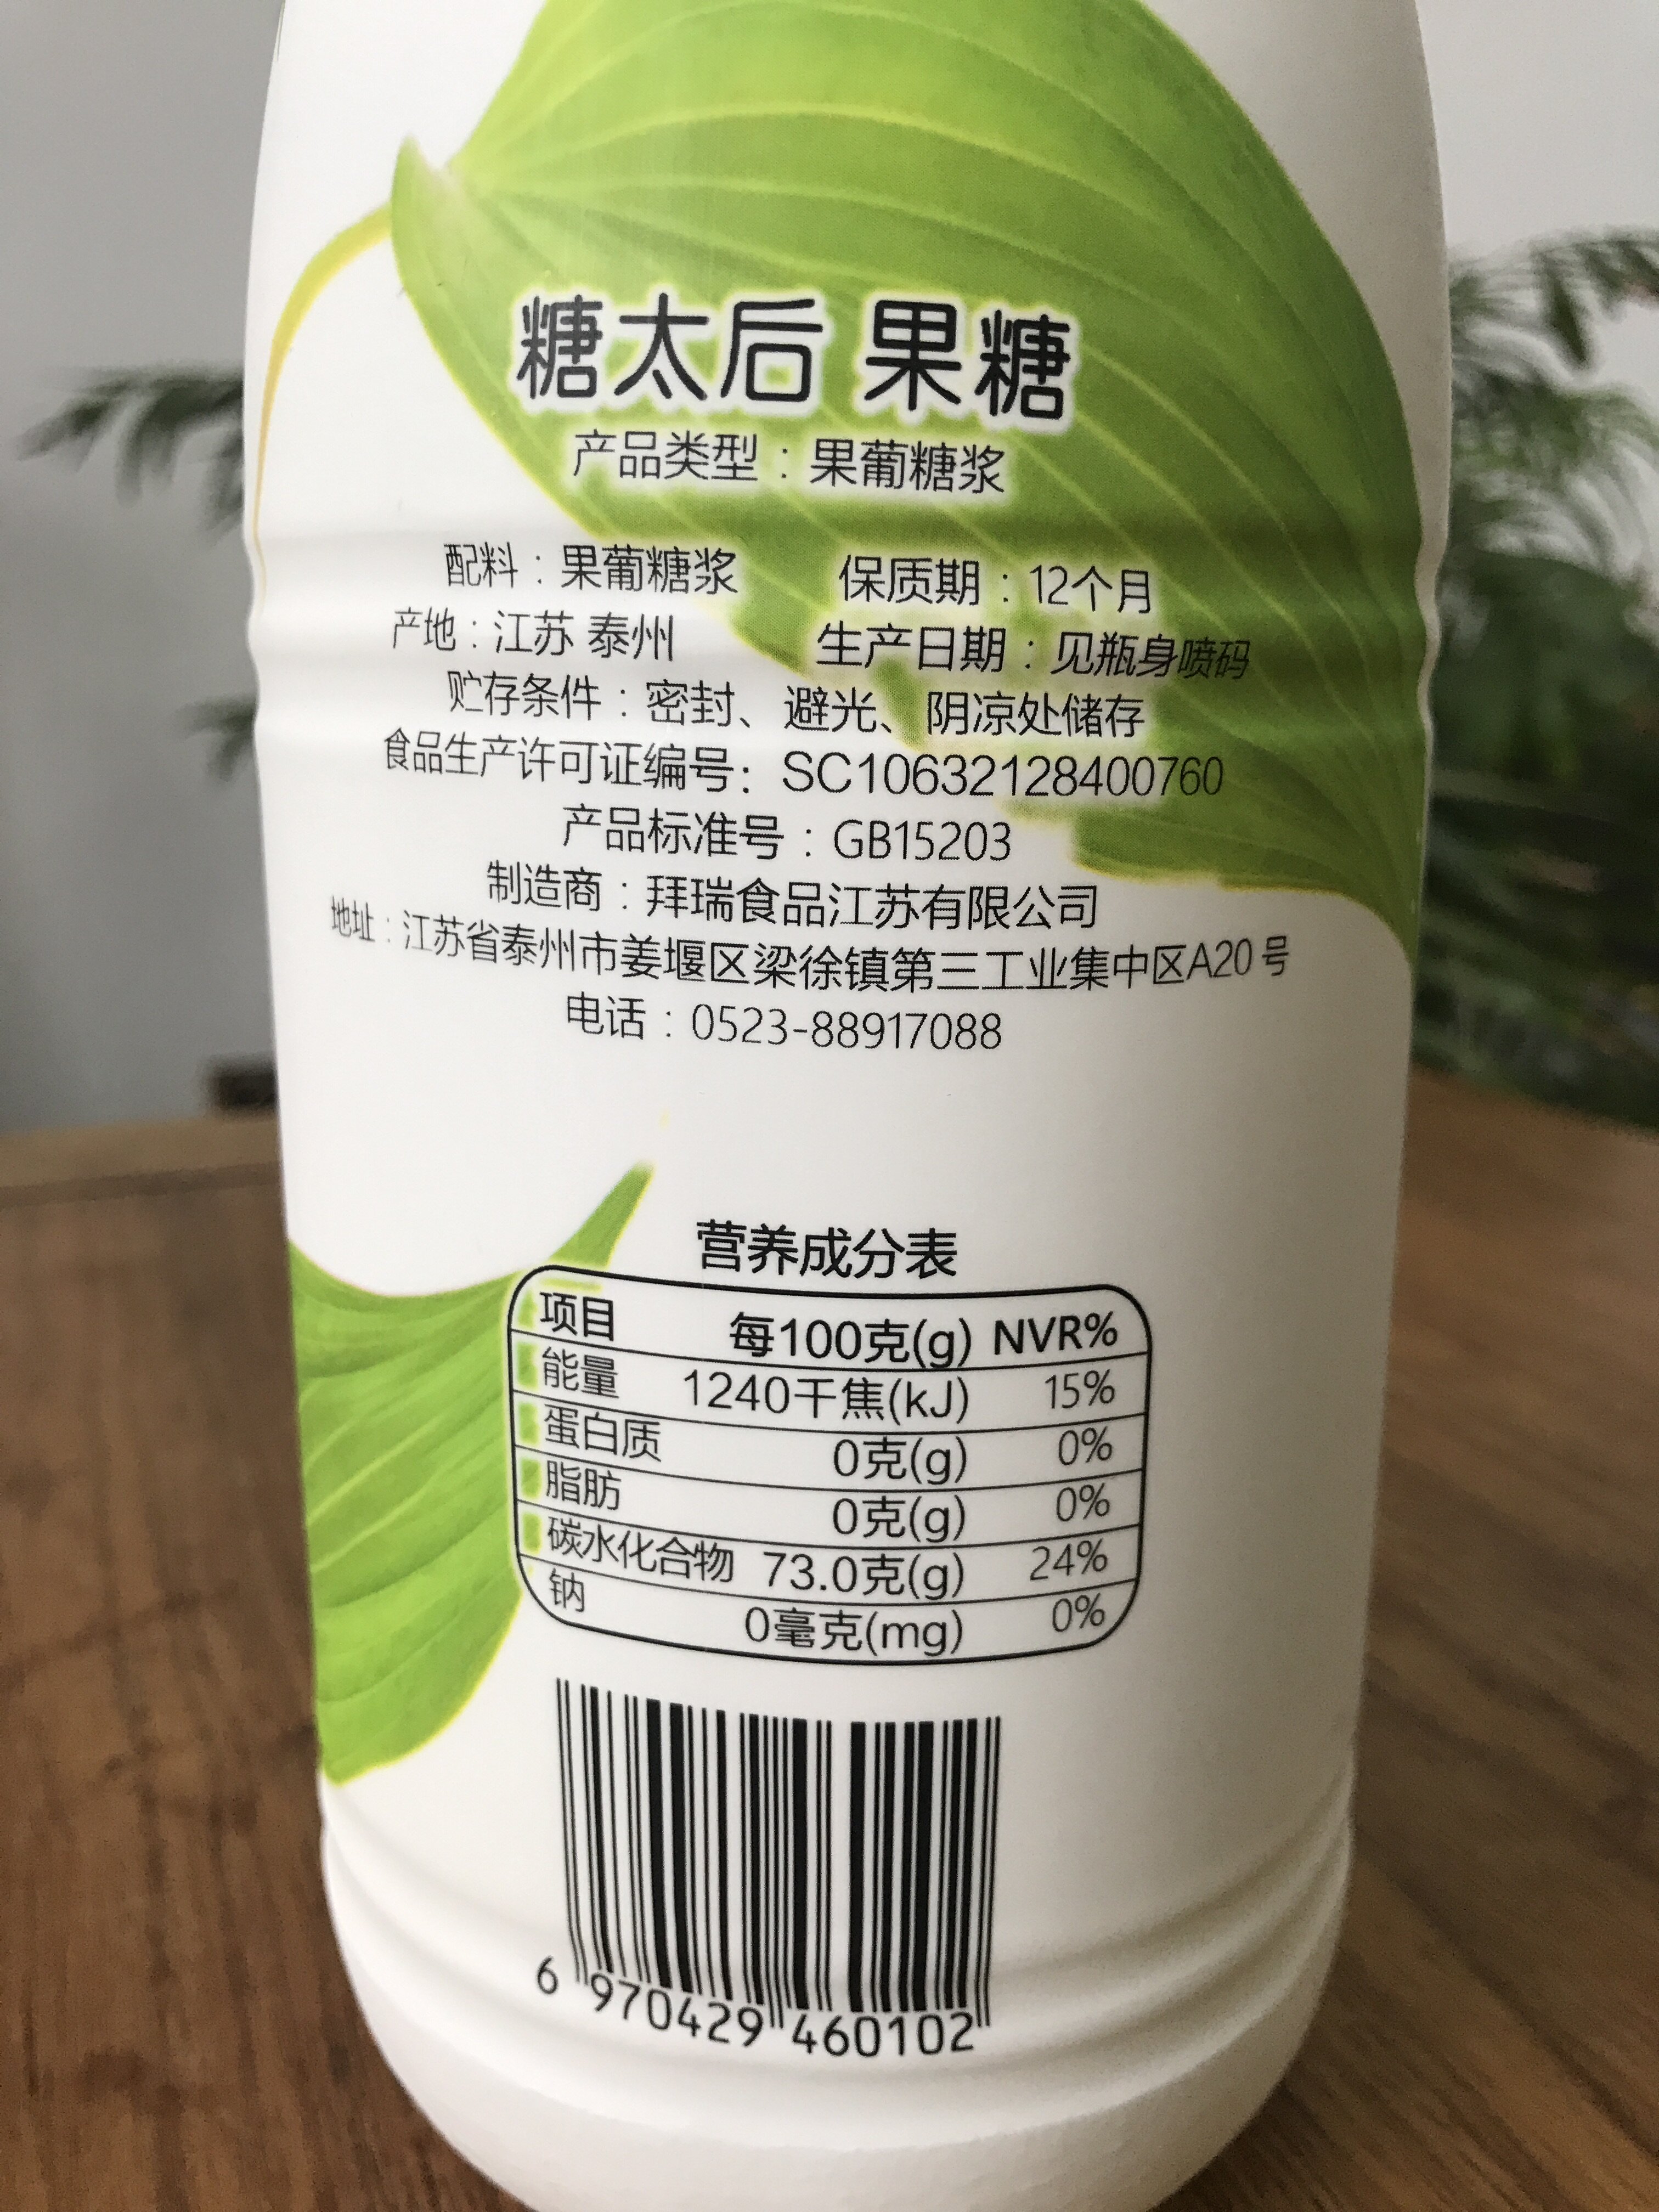 糖太后 果糖
产品类型：果葡糖浆
配料：果葡糖浆 保质期：12个月
产地：江苏 泰州 生产日期：见瓶身喷码
贮存条件：密封、避光、阴凉处储存
食品生产许可证编号：SC10632128400760
产品标准号：GB15203
制造商：拜瑞食品江苏有限公司
地址：江苏省泰州市姜堰区梁徐镇第三工业集中区A20号
电话：0523-88917088
营养成分表
项目 每100克(g) NVR%
能量 1240千焦(kJ) 15%
蛋白质 0克(g) 0%
脂肪 0克(g) 0%
碳水化合物 73.0克(g) 24%
钠 0毫克(mg) 0%
6 970429 460102